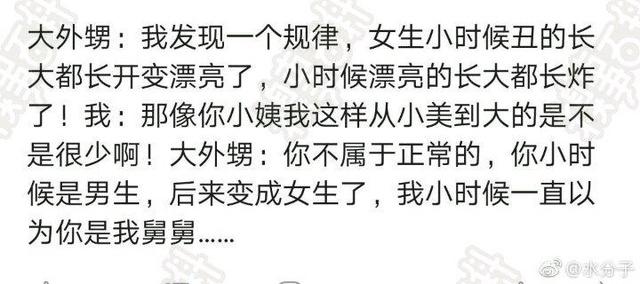 大外甥：我发现一个规律，女生小时候丑的长
大都长开变漂亮了，小时候漂亮的长大都长炸
了！我：那像你小姨我这样从小美到大的是不
是很少啊！大外甥：你不属于正常的，你小时
候是男生，后来变成女生了，我小时候一直以
为你是我舅舅……
@水分子